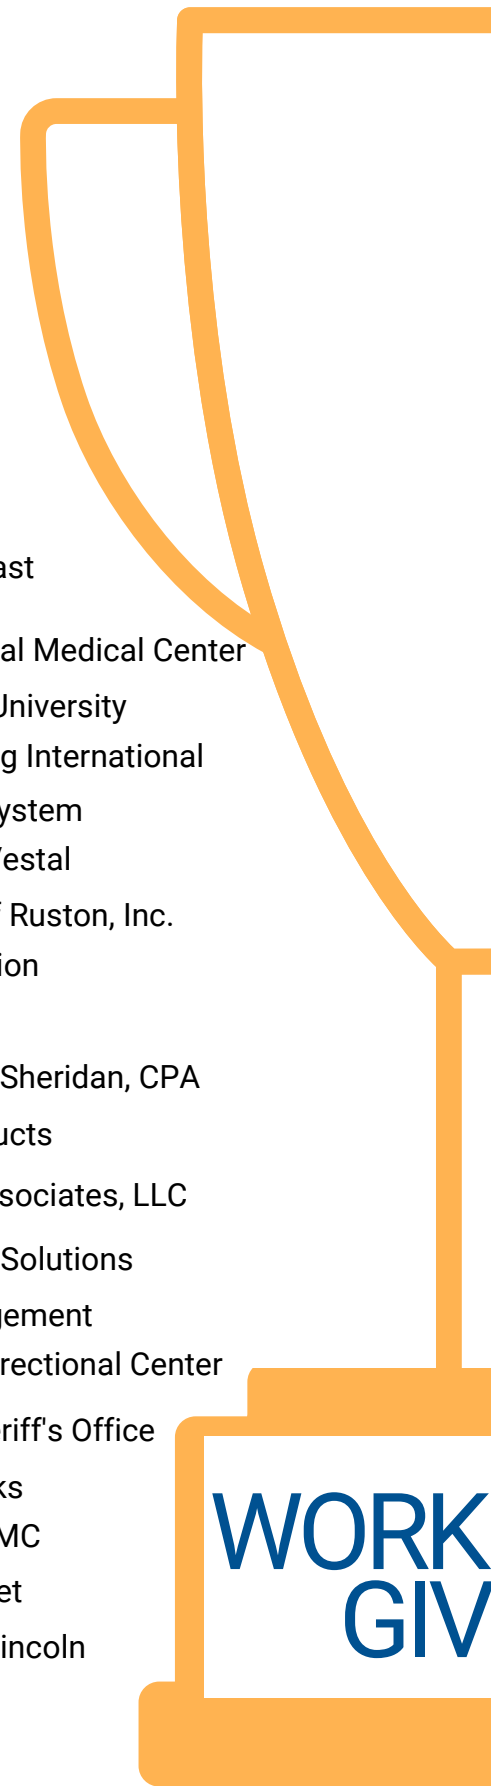 ast
al Medical Center
University
g International
ystem
estal
Ruston, Inc.
ion
Sheridan, CPA
ucts
sociates, LLC
Solutions
gement
rectional Center
riff's Office
ks
MC
et
incoln
WORK
GIV